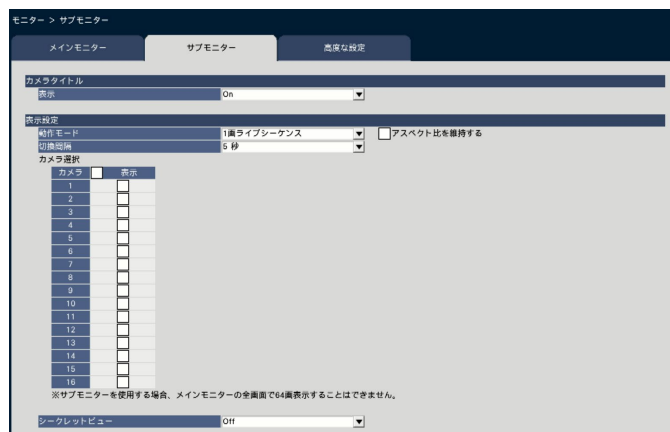 モニター > サブモニター
メインモニター サブモニター 高度な設定
カメラタイトル
表示 On
表示設定
動作モード 1画ライブシーケンス アスペクト比を維持する
切換間隔 5 秒
カメラ選択
カメラ 表示
1
2
3
4
5
6
7
8
9
10
11
12
13
14
15
16
※サブモニターを使用する場合、メインモニターの全画面で64画表示することはできません。
シークレットビュー Off